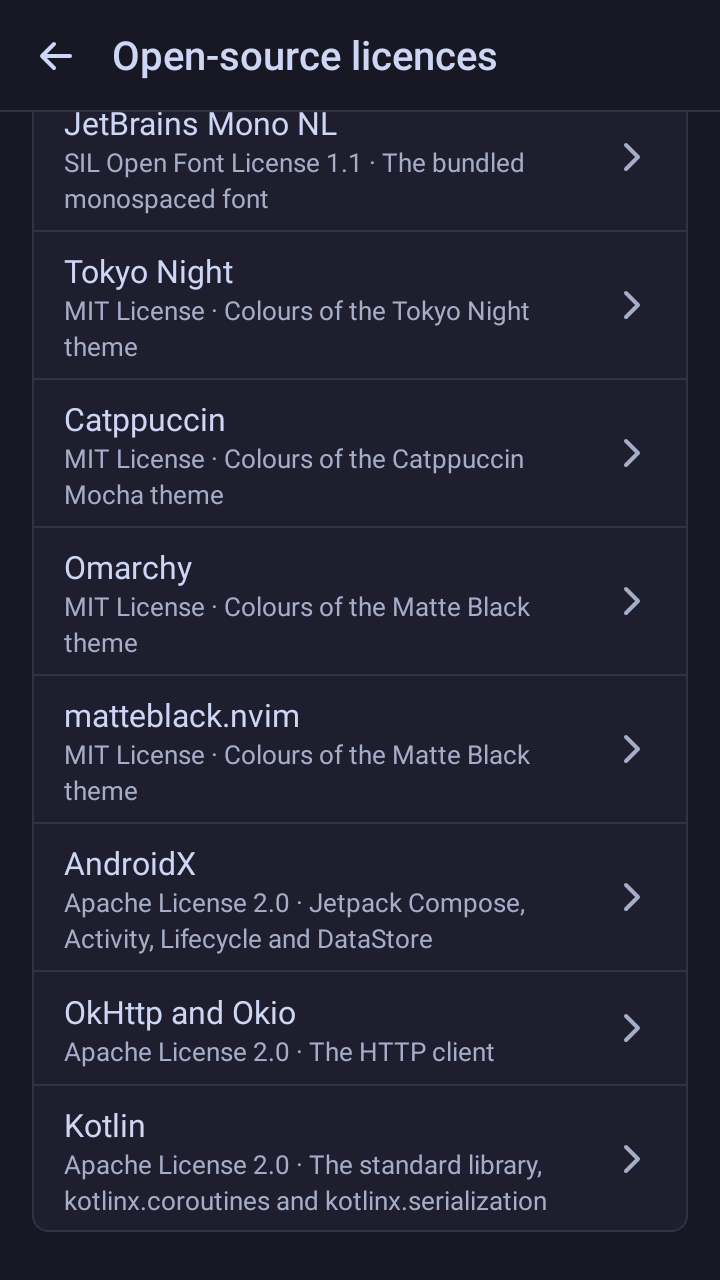 Open-source licences
JetBrains Mono NL
SIL Open Font License 1.1 · The bundled
monospaced font
Tokyo Night
MIT License · Colours of the Tokyo Night
theme
Catppuccin
MIT License · Colours of the Catppuccin
Mocha theme
Omarchy
MIT License · Colours of the Matte Black
theme
matteblack.nvim
MIT License · Colours of the Matte Black
theme
AndroidX
Apache License 2.0 · Jetpack Compose,
Activity, Lifecycle and DataStore
OkHttp and Okio
Apache License 2.0 · The HTTP client
Kotlin
Apache License 2.0 · The standard library,
kotlinx.coroutines and kotlinx.serialization